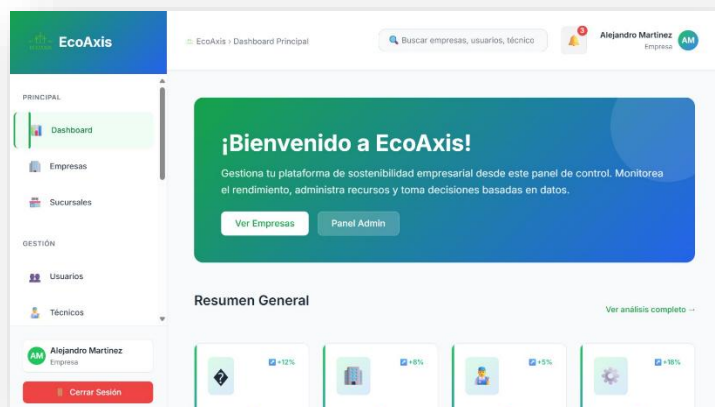 EcoAxis
EcoAxis › Dashboard Principal
Buscar empresas, usuarios, técnico
3
Alejandro Martinez
Empresa
AM
PRINCIPAL
Dashboard
Empresas
Sucursales
GESTIÓN
Usuarios
Técnicos
AM
Alejandro Martinez
Empresa
Cerrar Sesión
¡Bienvenido a EcoAxis!
Gestiona tu plataforma de sostenibilidad empresarial desde este panel de control. Monitorea
el rendimiento, administra recursos y toma decisiones basadas en datos.
Ver Empresas
Panel Admin
Resumen General
Ver análisis completo →
+12%
+8%
+5%
+18%